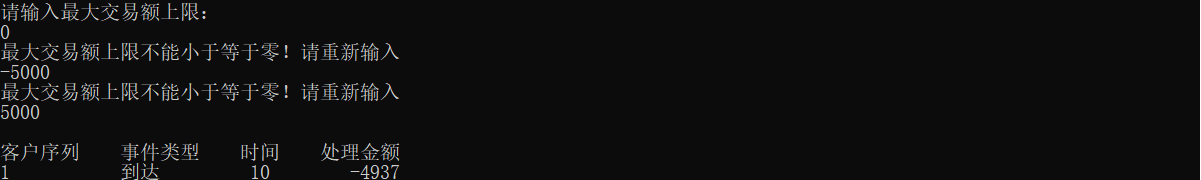 请输入最大交易额上限:
0
最大交易额上限不能小于等于零！请重新输入
-5000
最大交易额上限不能小于等于零！请重新输入
5000
客户序列 事件类型 时间 处理金额
1 到达 10 -4937